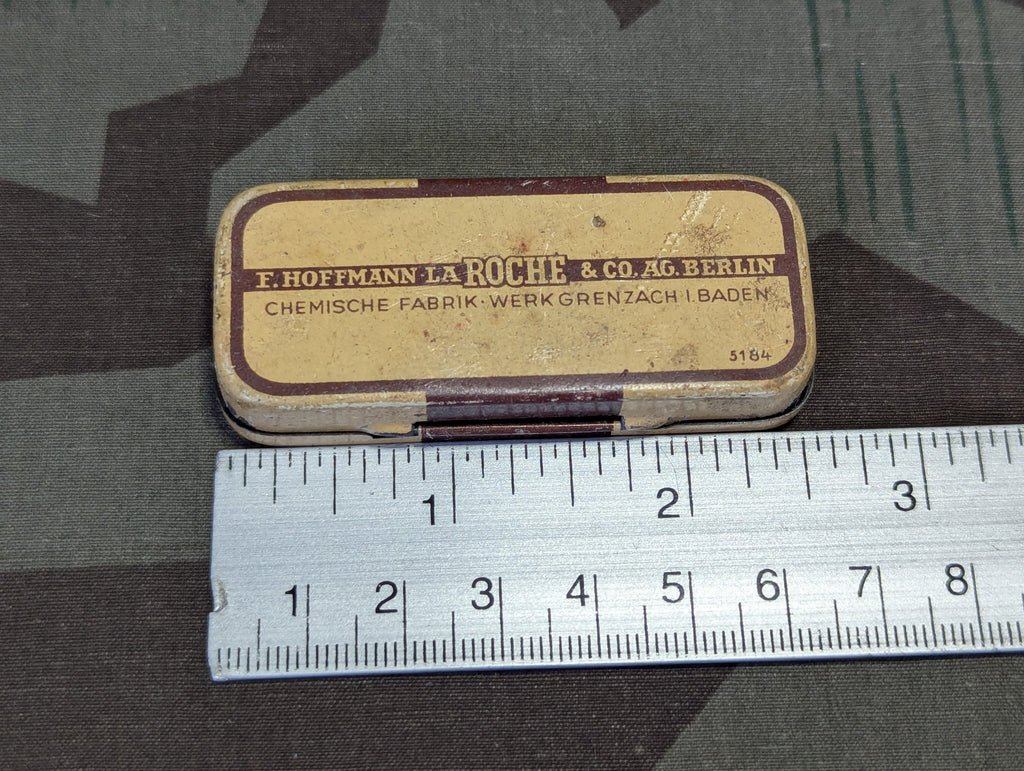 F. HOFFMANN·LA ROCHE & CO. AG. BERLIN
CHEMISCHE FABRIK·WERK GRENZACH I. BADEN
5184
1 2 3
1 2 3 4 5 6 7 8